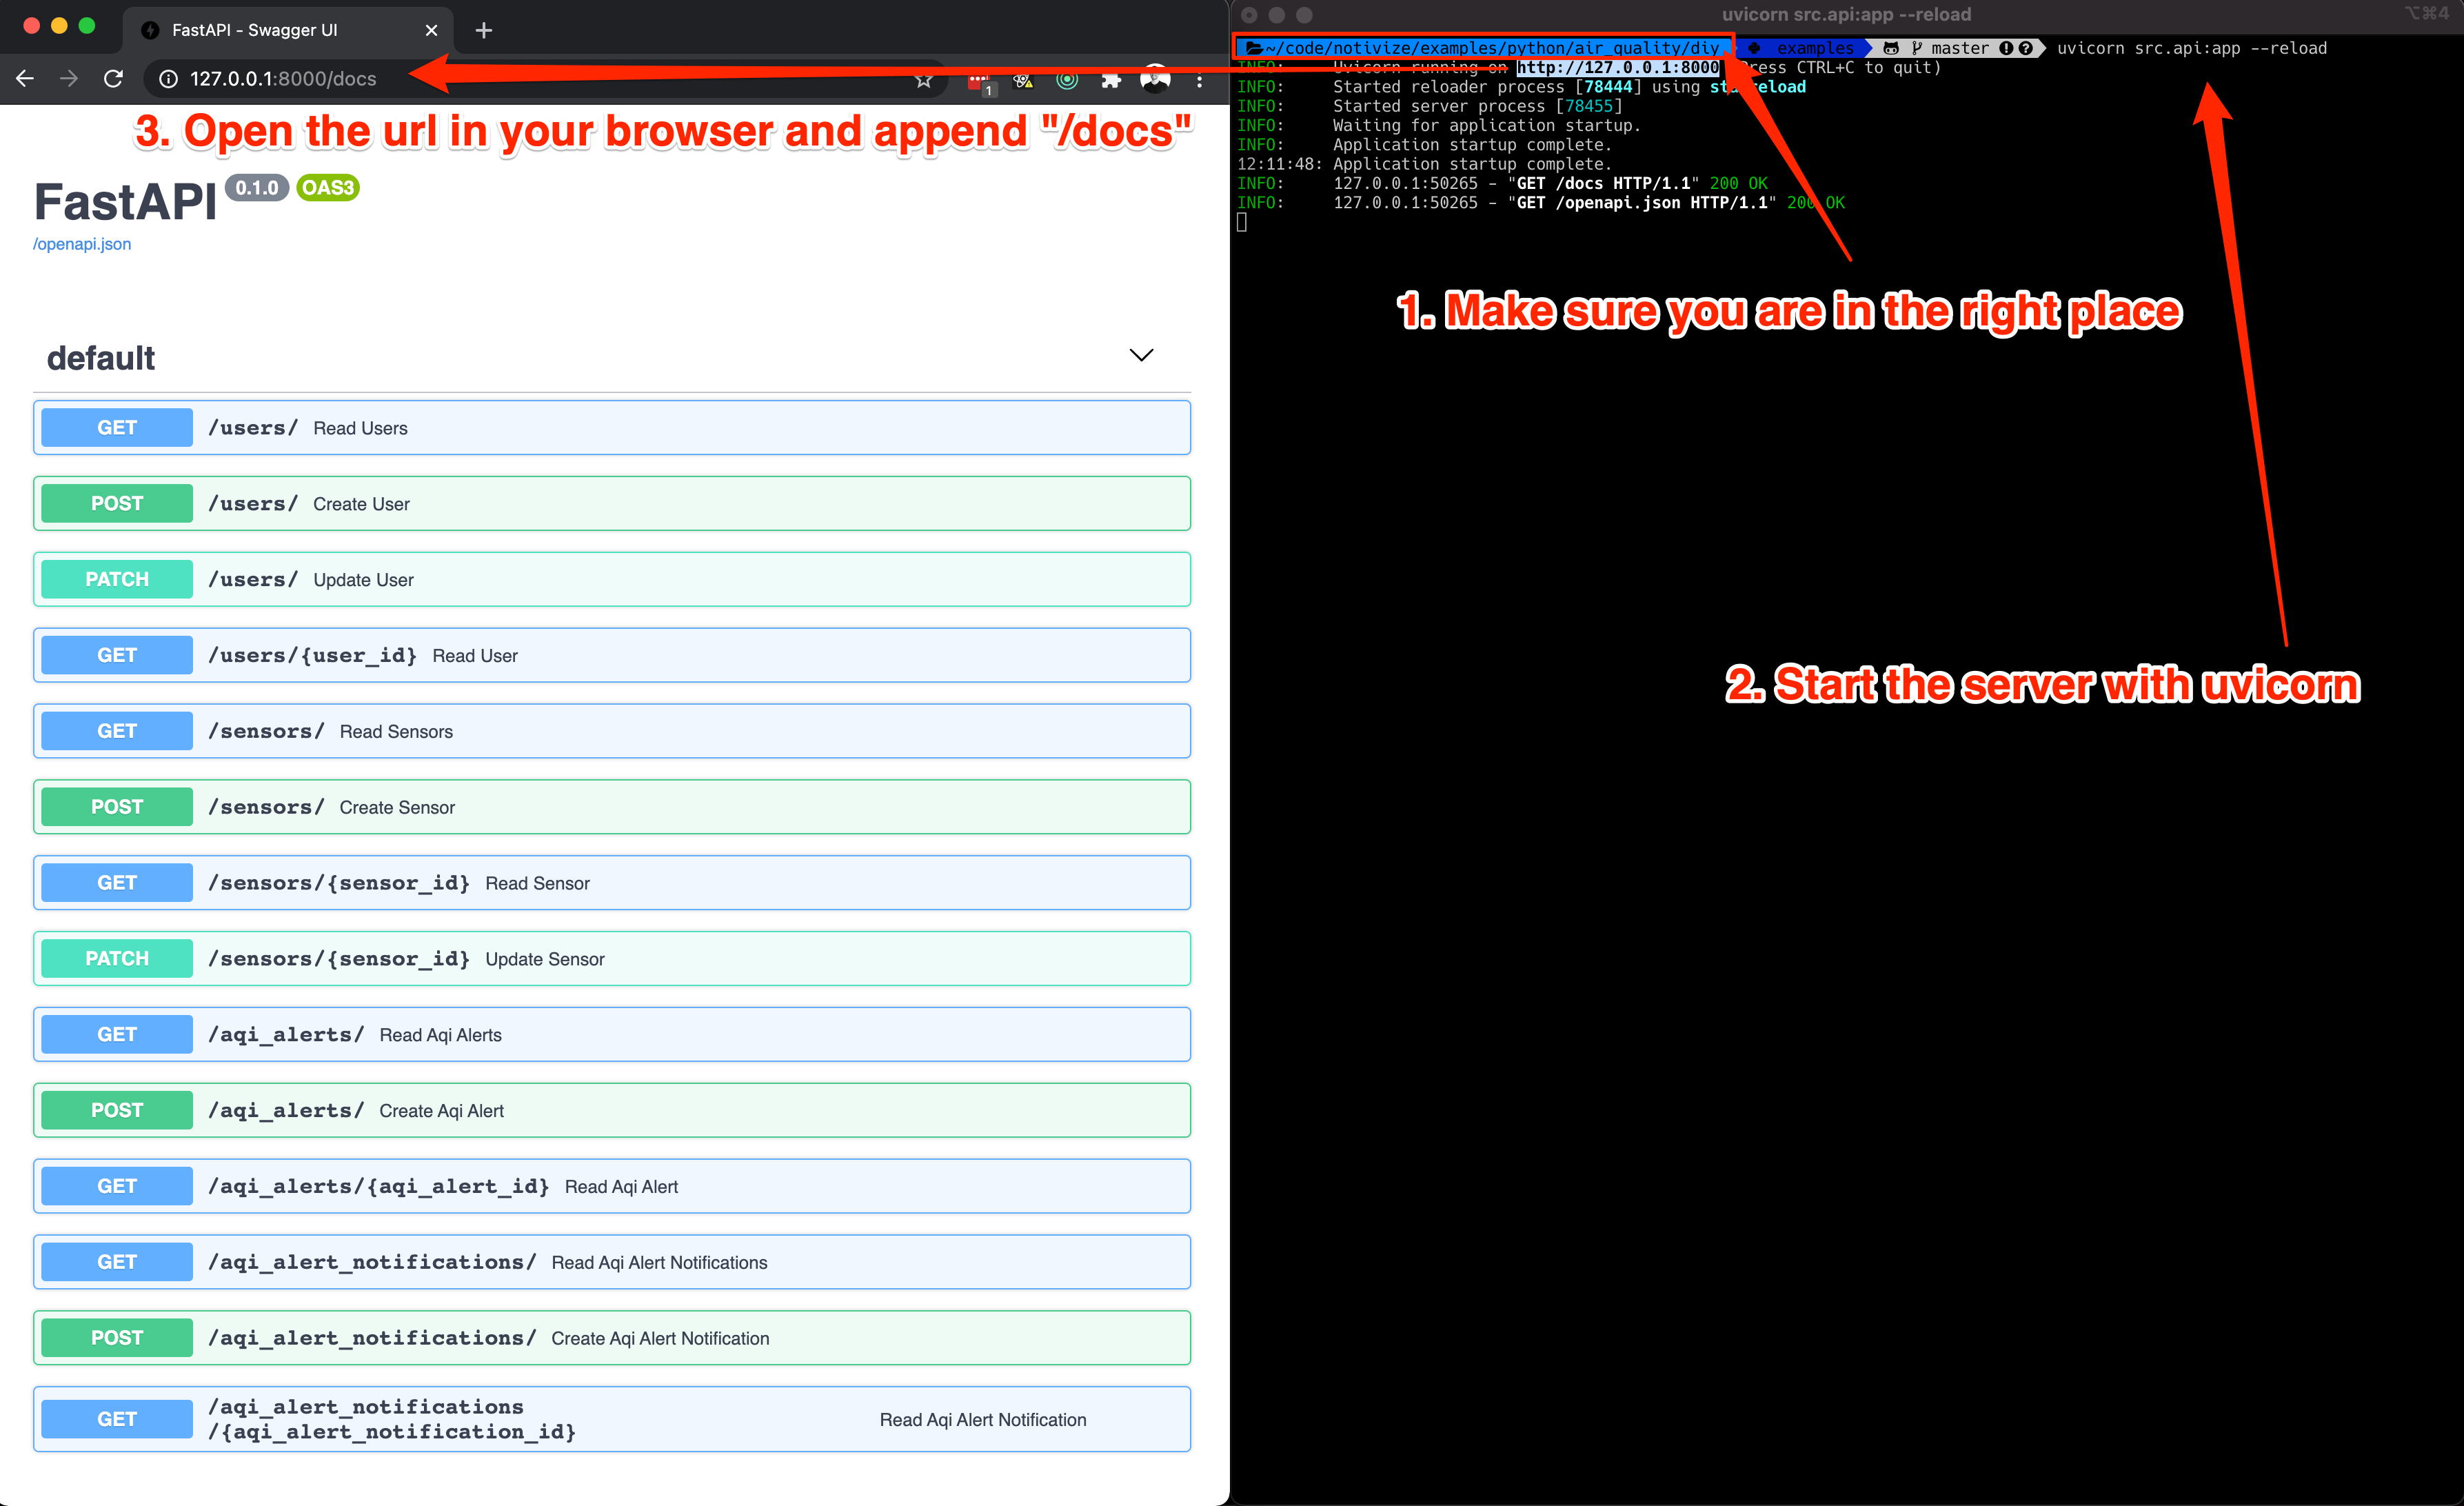 FastAPI - Swagger UI
127.0.0.1:8000/docs
1
3. Open the url in your browser and append "/docs"
FastAPI 0.1.0 OAS3
/openapi.json
default
GET /users/ Read Users
POST /users/ Create User
PATCH /users/ Update User
GET /users/{user_id} Read User
GET /sensors/ Read Sensors
POST /sensors/ Create Sensor
GET /sensors/{sensor_id} Read Sensor
PATCH /sensors/{sensor_id} Update Sensor
GET /aqi_alerts/ Read Aqi Alerts
POST /aqi_alerts/ Create Aqi Alert
GET /aqi_alerts/{aqi_alert_id} Read Aqi Alert
GET /aqi_alert_notifications/ Read Aqi Alert Notifications
POST /aqi_alert_notifications/ Create Aqi Alert Notification
GET /aqi_alert_notifications
/{aqi_alert_notification_id} Read Aqi Alert Notification
uvicorn src.api:app --reload ⌥⌘4
~/code/notivize/examples/python/air_quality/diy examples master uvicorn src.api:app --reload
INFO: Uvicorn running on http://127.0.0.1:8000 (Press CTRL+C to quit)
INFO: Started reloader process [78444] using statreload
INFO: Started server process [78455]
INFO: Waiting for application startup.
INFO: Application startup complete.
12:11:48: Application startup complete.
INFO: 127.0.0.1:50265 - "GET /docs HTTP/1.1" 200 OK
INFO: 127.0.0.1:50265 - "GET /openapi.json HTTP/1.1" 200 OK
1. Make sure you are in the right place
2. Start the server with uvicorn